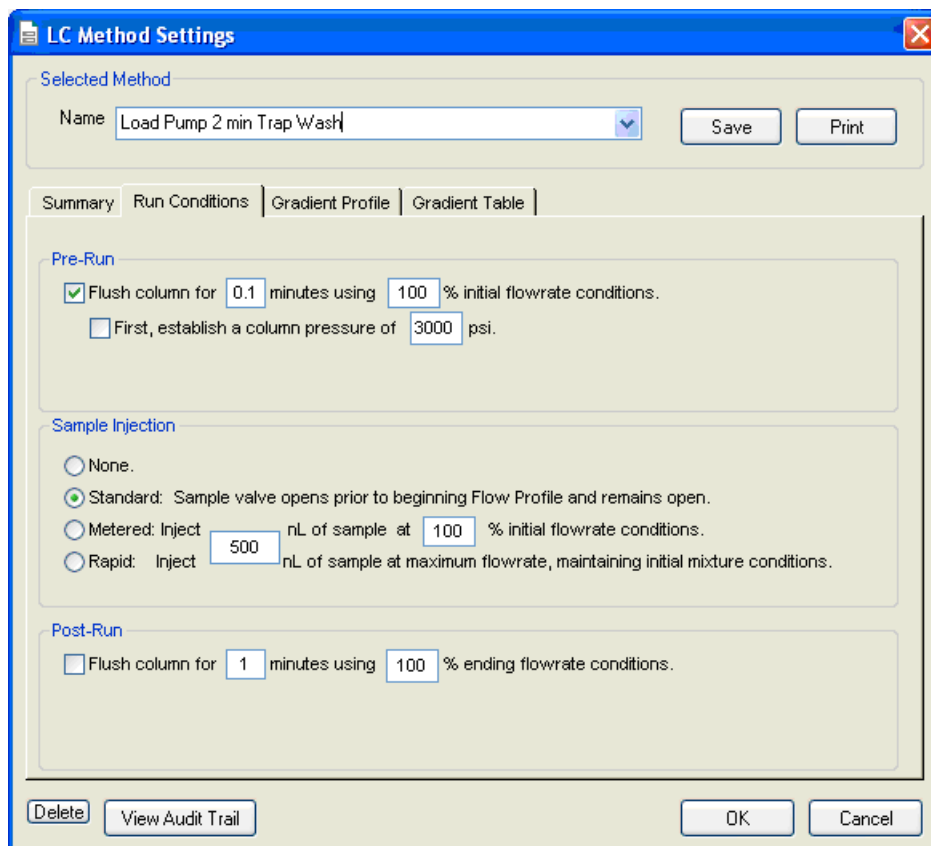 LC Method Settings
Selected Method
Name Load Pump 2 min Trap Wash Save Print
Summary Run Conditions Gradient Profile Gradient Table
Pre-Run
Flush column for 0.1 minutes using 100 % initial flowrate conditions.
First, establish a column pressure of 3000 psi.
Sample Injection
None.
Standard: Sample valve opens prior to beginning Flow Profile and remains open.
Metered: Inject nL of sample at 100 % initial flowrate conditions.
500
Rapid: Inject nL of sample at maximum flowrate, maintaining initial mixture conditions.
Post-Run
Flush column for 1 minutes using 100 % ending flowrate conditions.
Delete View Audit Trail OK Cancel